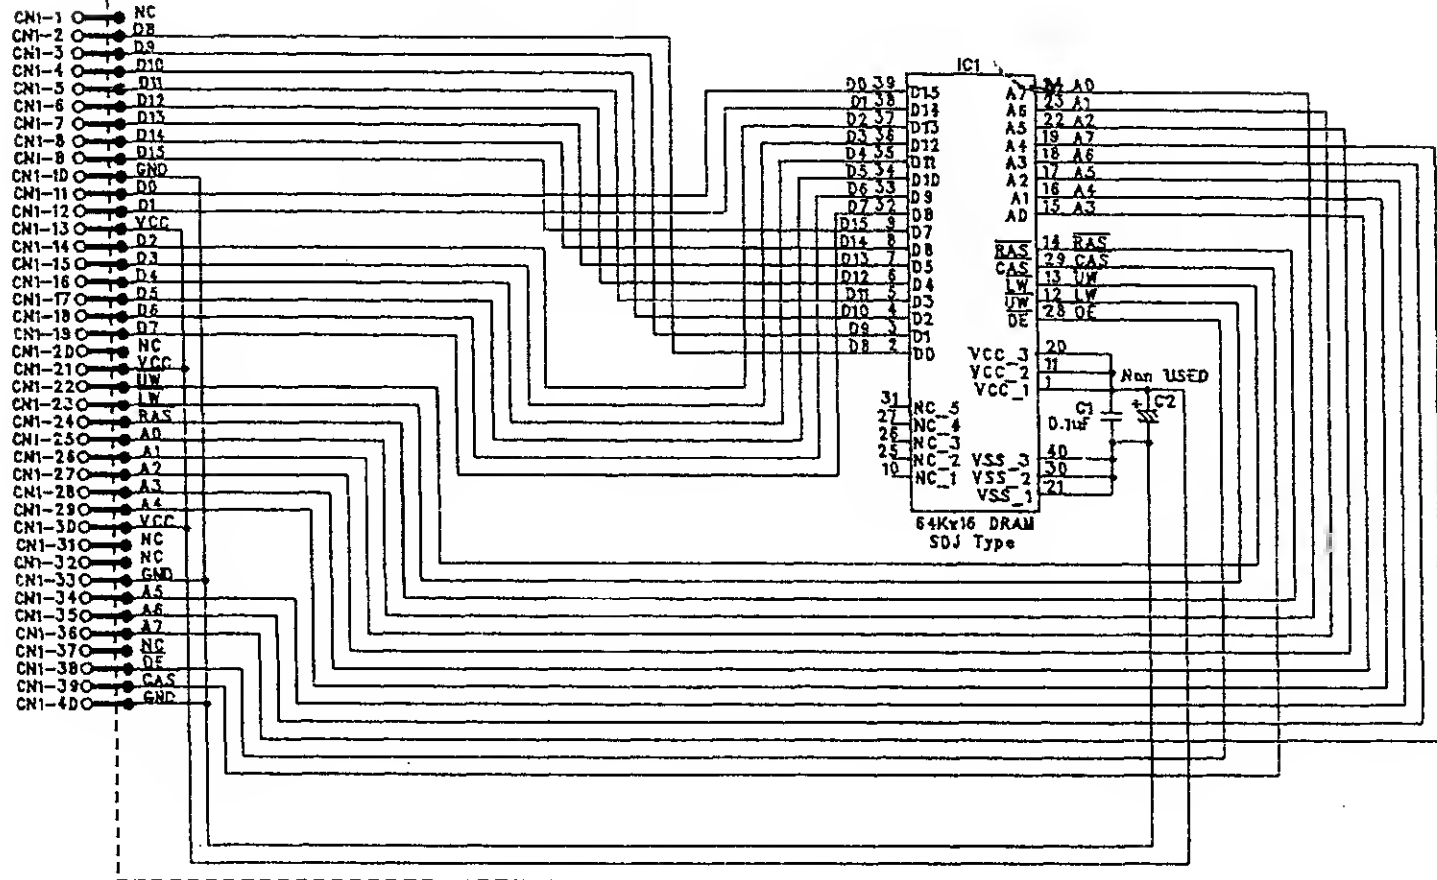 CN1-1 NC
CN1-2 D8
CN1-3 D9
CN1-4 D10
CN1-5 D11
CN1-6 D12
CN1-7 D13
CN1-8 D14
CN1-9 D15
CN1-10 GND
CN1-11 D0
CN1-12 D1
CN1-13 VCC
CN1-14 D2
CN1-15 D3
CN1-16 D4
CN1-17 D5
CN1-18 D6
CN1-19 D7
CN1-20 NC
CN1-21 VCC
CN1-22 UW
CN1-23 LW
CN1-24 RAS
CN1-25 A0
CN1-26 A1
CN1-27 A2
CN1-28 A3
CN1-29 A4
CN1-30 VCC
CN1-31 NC
CN1-32 NC
CN1-33 GND
CN1-34 A5
CN1-35 A6
CN1-36 A7
CN1-37 NC
CN1-38 OE
CN1-39 CAS
CN1-40 GND
IC1
D0 39 D15
D1 38 D14
D2 37 D13
D3 36 D12
D4 35 D11
D5 34 D10
D6 33 D9
D7 32 D8
D15 9 D7
D14 8 D6
D13 7 D5
D12 6 D4
D11 5 D3
D10 4 D2
D9 3 D1
D8 2 D0
31 NC_5
27 NC_4
26 NC_3
25 NC_2
10 NC_1
A7 24 A0
A6 23 A1
A5 22 A2
A4 19 A7
A3 18 A6
A2 17 A5
A1 16 A4
A0 15 A3
RAS 14 RAS
CAS 29 CAS
LW 13 UW
UW 12 LW
OE 28 OE
VCC_3 20
VCC_2 11
VCC_1 1
Non USED
C1
0.1uF
+ C2
VSS_3 40
VSS_2 30
VSS_1 21
64Kx16 DRAM
SOJ Type